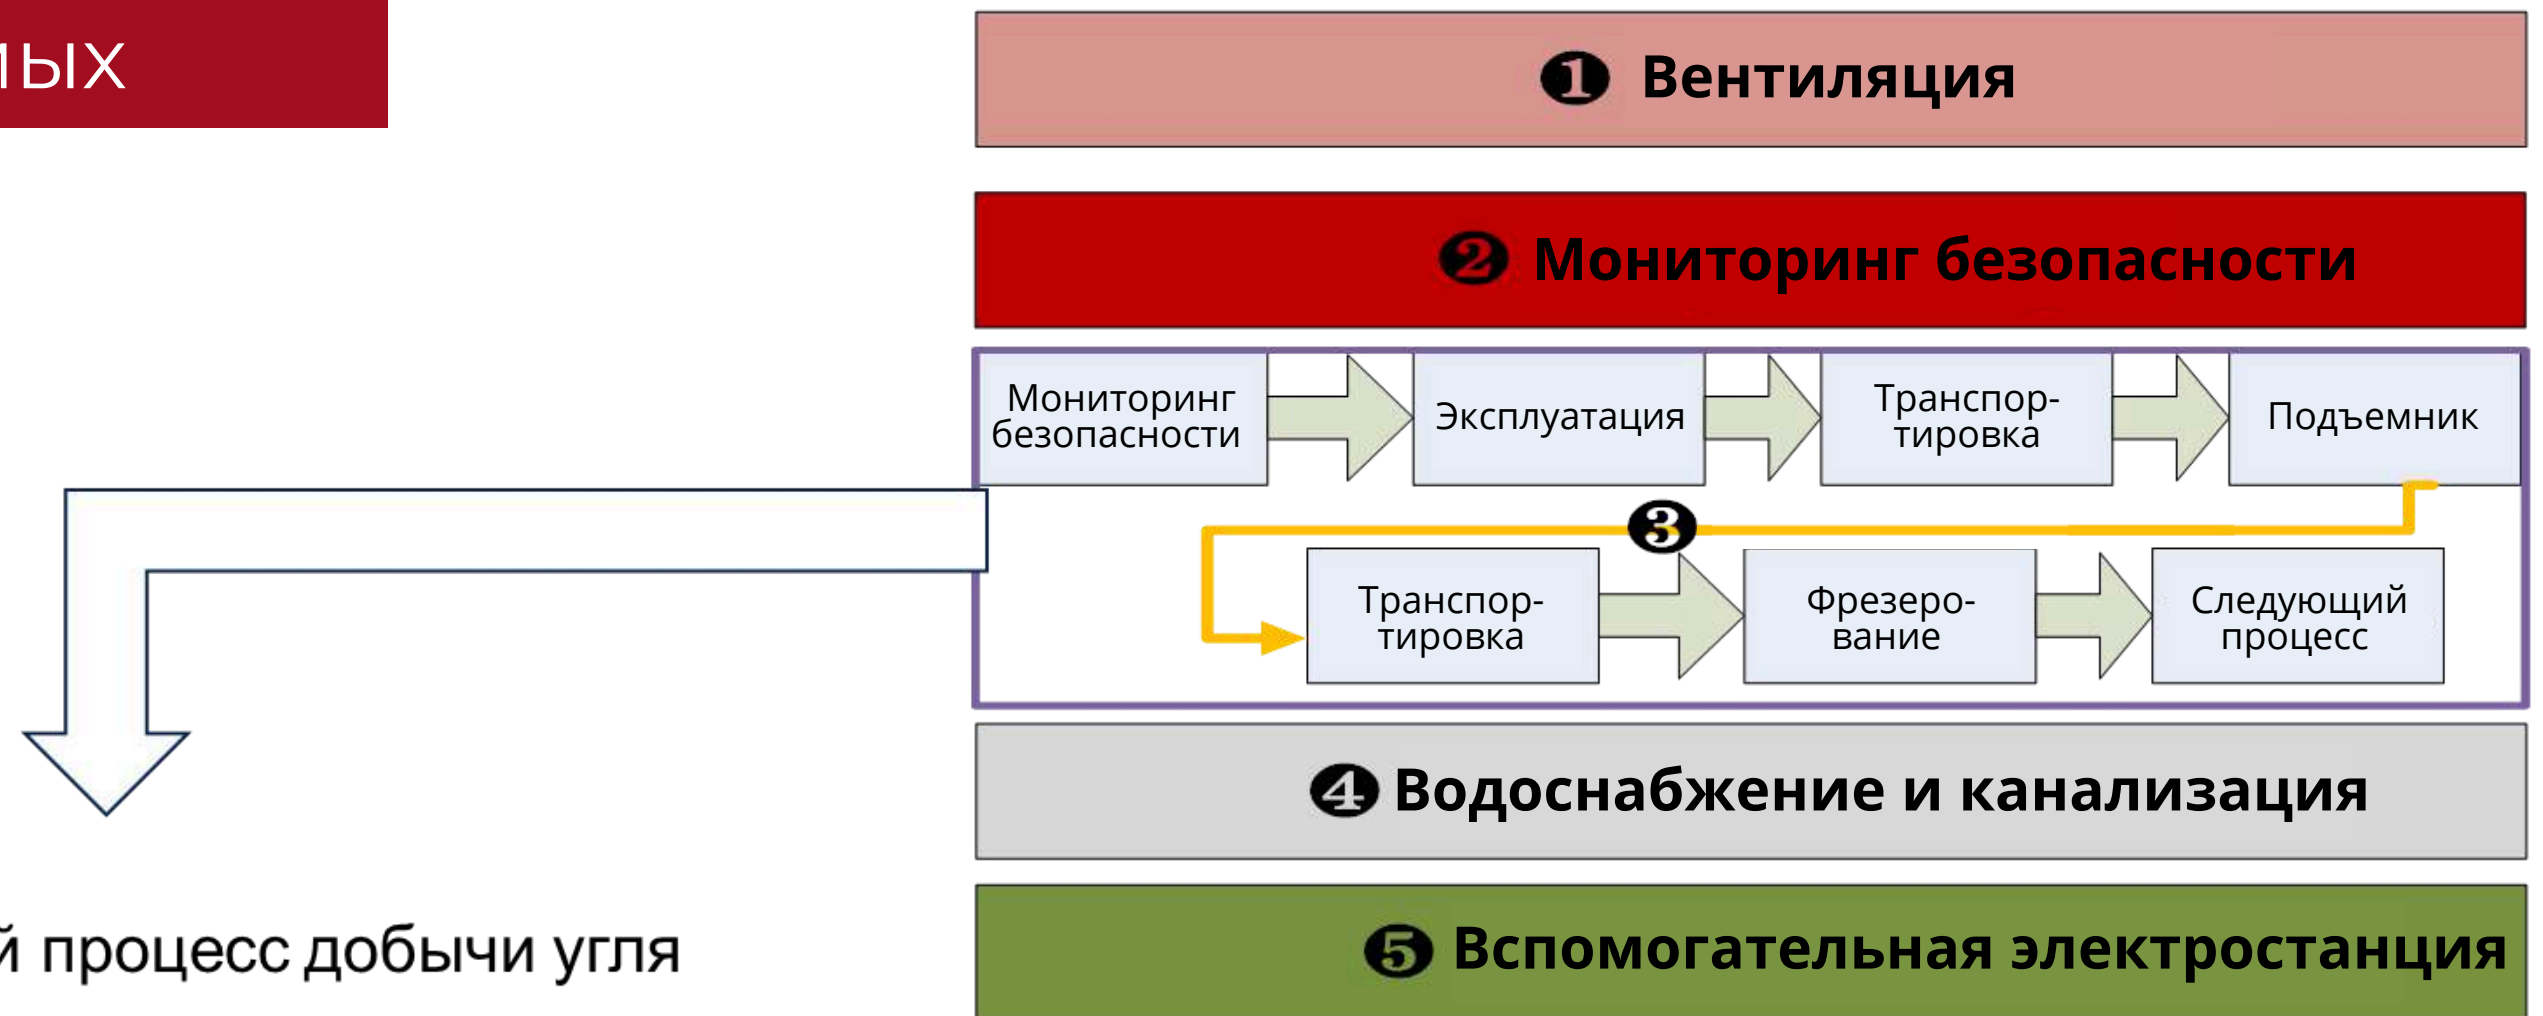 ❶ Вентиляция
❷ Мониторинг безопасности
Мониторинг
безопасности
Эксплуатация
Транспор-
тировка
Подъемник
❸
Транспор-
тировка
Фрезеро-
вание
Следующий
процесс
❹ Водоснабжение и канализация
процесс добычи угля
❺ Вспомогательная электростанция